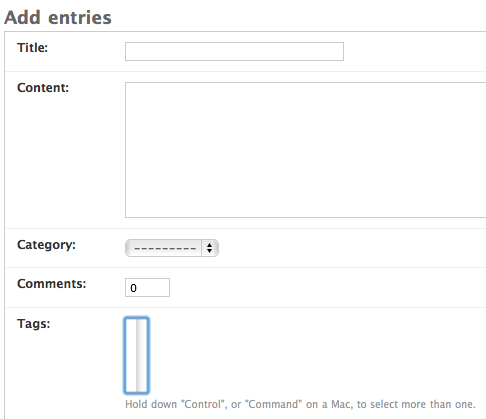 Add entries
Title:
Content:
Category:
---------
Comments:
0
Tags:
Hold down "Control", or "Command" on a Mac, to select more than one.